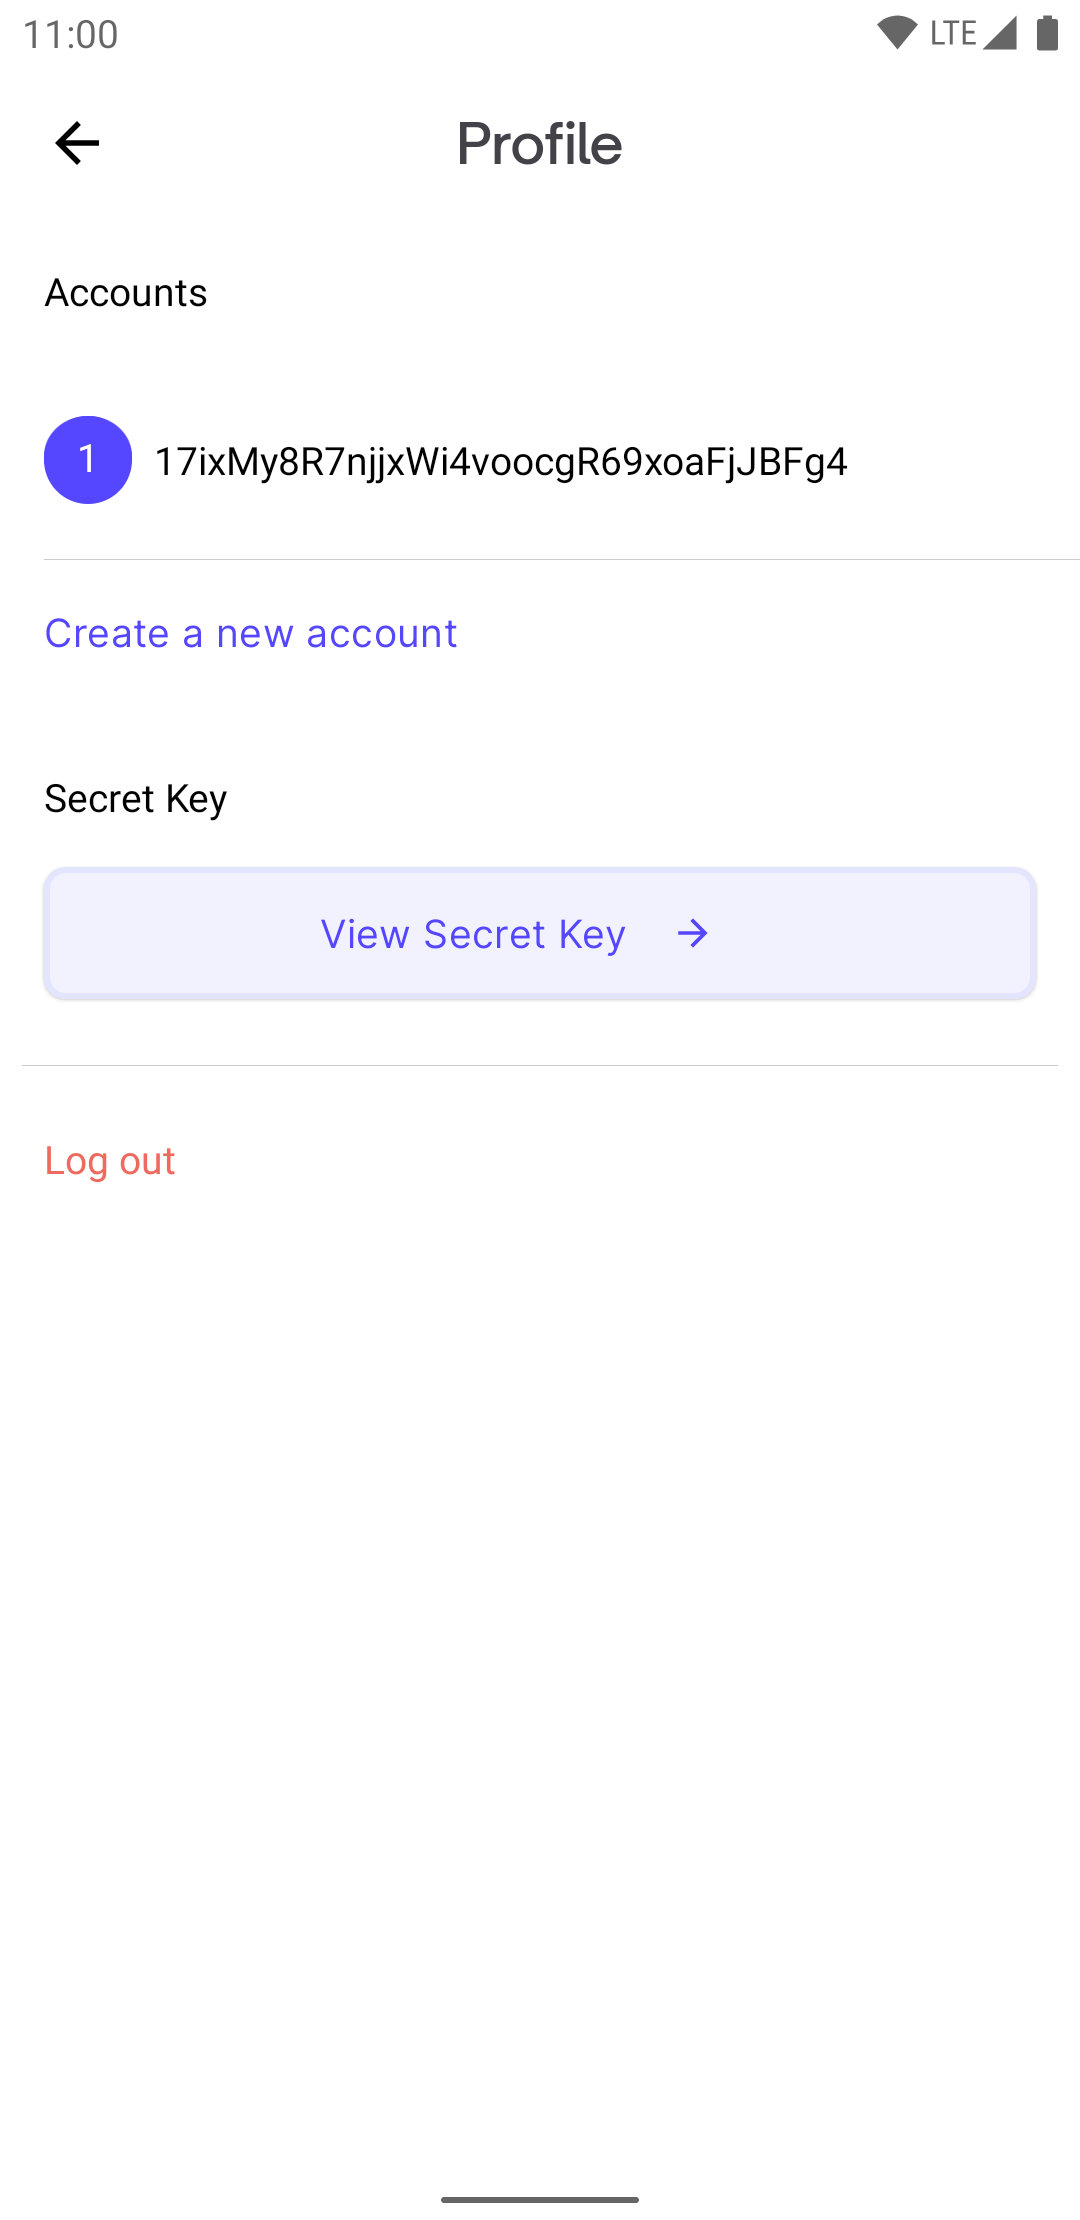 11:00
LTE
Profile
Accounts
1
17ixMy8R7njjxWi4voocgR69xoaFjJBFg4
Create a new account
Secret Key
View Secret Key
Log out